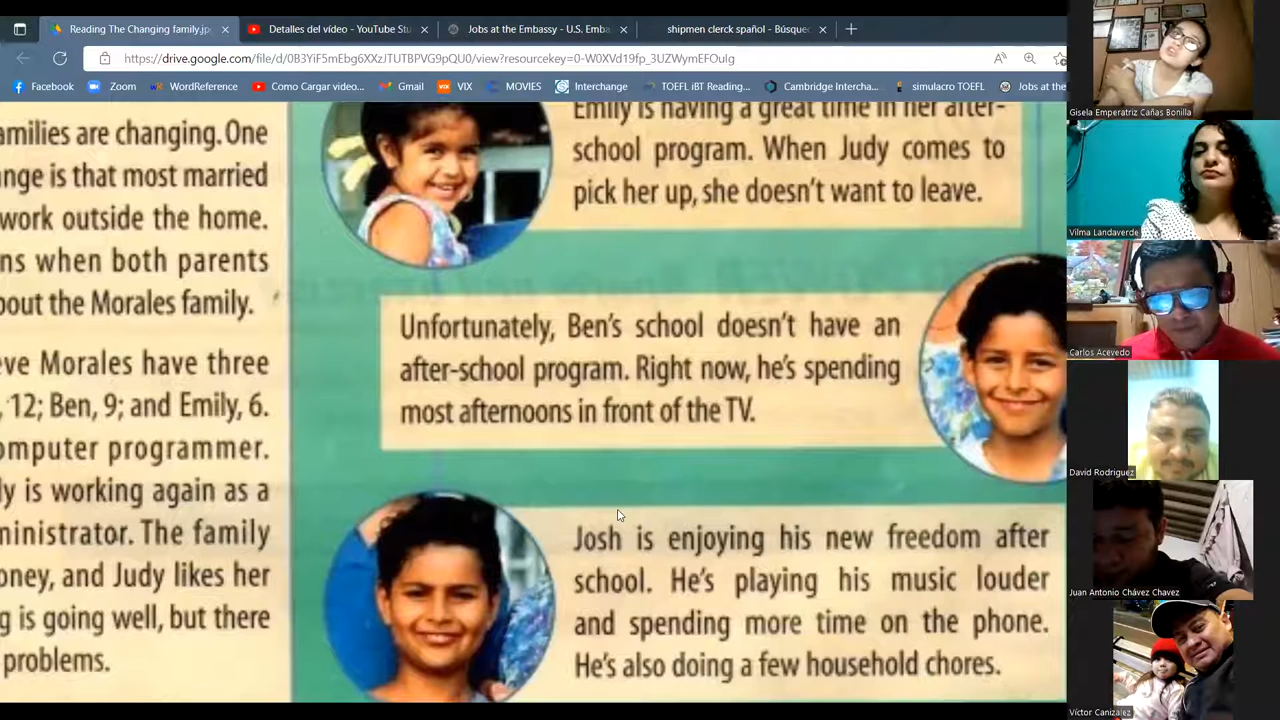 Reading The Changing family.jp
Detalles del vídeo - YouTube Stu
Jobs at the Embassy - U.S. Emba
shipmen clerck spañol - Búsque
https://drive.google.com/file/d/0B3YiF5mEbg6XXzJTUTBPVG9pQU0/view?resourcekey=0-W0XVd19fp_3UZWymEFOulg
Facebook
Zoom
WordReference
Como Cargar video...
Gmail
VIX
MOVIES
Interchange
TOEFL iBT Reading...
Cambridge Intercha...
simulacro TOEFL
Jobs at the
amilies are changing. One
ange is that most married
work outside the home.
ns when both parents
bout the Morales family.
eve Morales have three
, 12; Ben, 9; and Emily, 6.
omputer programmer.
ly is working again as a
ministrator. The family
oney, and Judy likes her
g is going well, but there
problems.
Emily is having a great time in her after-
school program. When Judy comes to
pick her up, she doesn't want to leave.
Unfortunately, Ben's school doesn't have an
after-school program. Right now, he's spending
most afternoons in front of the TV.
Josh is enjoying his new freedom after
school. He's playing his music louder
and spending more time on the phone.
He's also doing a few household chores.
Gisela Emperatriz Cañas Bonilla
Vilma Landaverde
Carlos Acevedo
David Rodriguez
Juan Antonio Chávez Chavez
Víctor Canizález